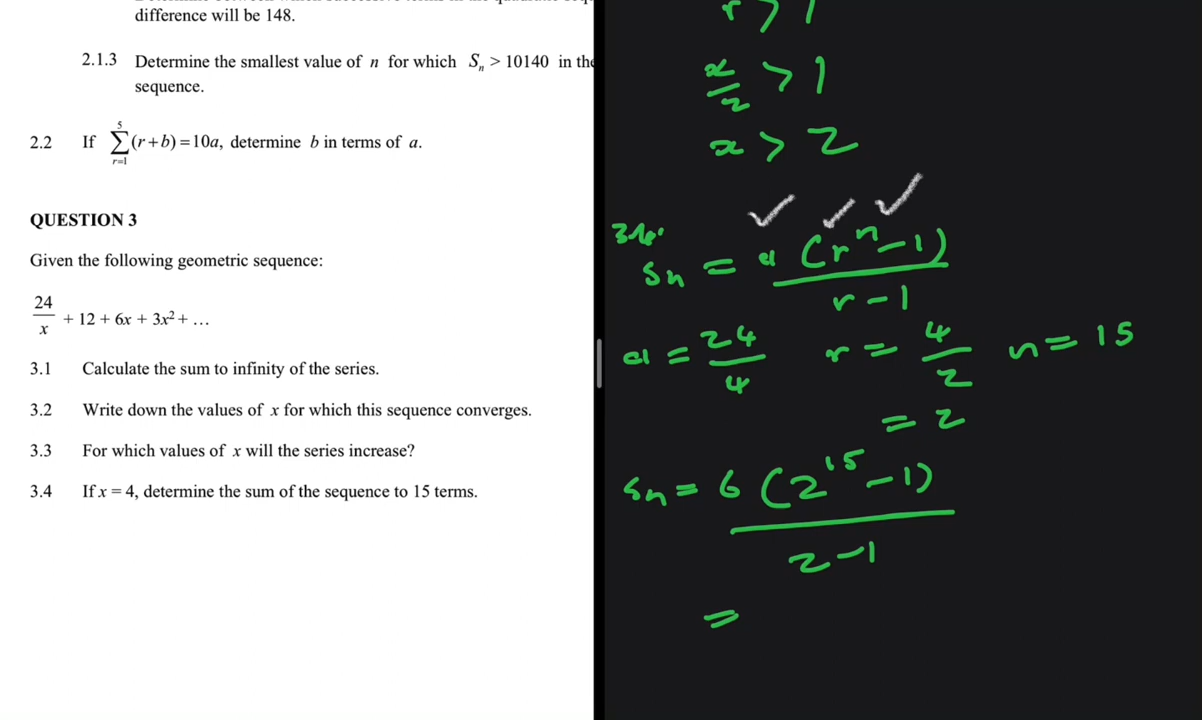 difference will be 148.
2.1.3 Determine the smallest value of n for which Sₙ > 10140 in the
sequence.
2.2 If ∑_{r=1}^{5} (r + b) = 10a, determine b in terms of a.
QUESTION 3
Given the following geometric sequence:
24/x + 12 + 6x + 3x² + …
3.1 Calculate the sum to infinity of the series.
3.2 Write down the values of x for which this sequence converges.
3.3 For which values of x will the series increase?
3.4 If x = 4, determine the sum of the sequence to 15 terms.
r > 1
x/2 > 1
x > 2
Sn = a(rⁿ − 1)/(r − 1)
a = 24/4 r = 4/2 n = 15
= 2
Sn = 6(2¹⁵ − 1)/(2 − 1)
=